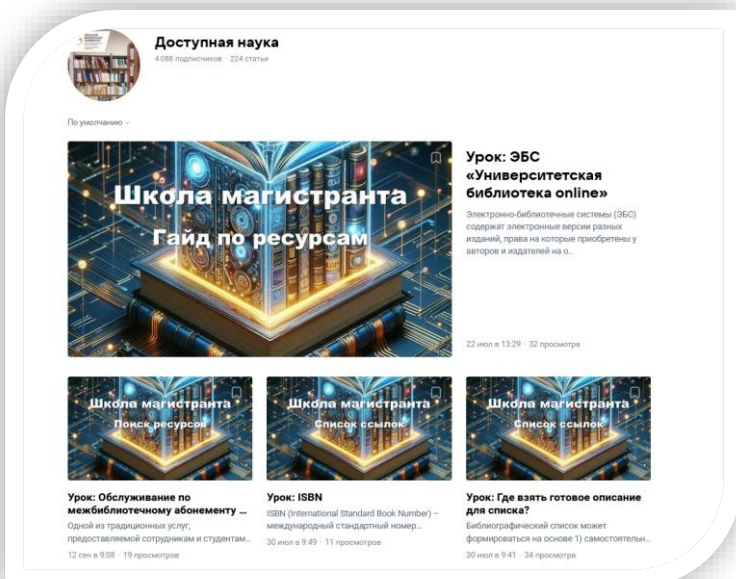 Доступная наука
4 088 подписчиков · 224 статьи
По умолчанию
Школа магистранта
Гайд по ресурсам
Урок: ЭБС
«Университетская
библиотека online»
Электронно-библиотечные системы (ЭБС)
содержат электронные версии разных
изданий, права на которые приобретены у
авторов и издателей на о..
22 июл в 13:29 · 32 просмотра
Школа магистранта
Поиск ресурсов
Урок: Обслуживание по
межбиблиотечному абонементу ...
Одной из традиционных услуг,
предоставляемой сотрудникам и студентам...
12 сен в 9:08 · 19 просмотров
Школа магистранта
Список ссылок
Урок: ISBN
ISBN (International Standard Book Number) –
международный стандартный номер...
30 июл в 9:49 · 11 просмотров
Школа магистранта
Список ссылок
Урок: Где взять готовое описание
для списка?
Библиографический список может
формироваться на основе 1) самостоятельн...
30 июл в 9:41 · 34 просмотра